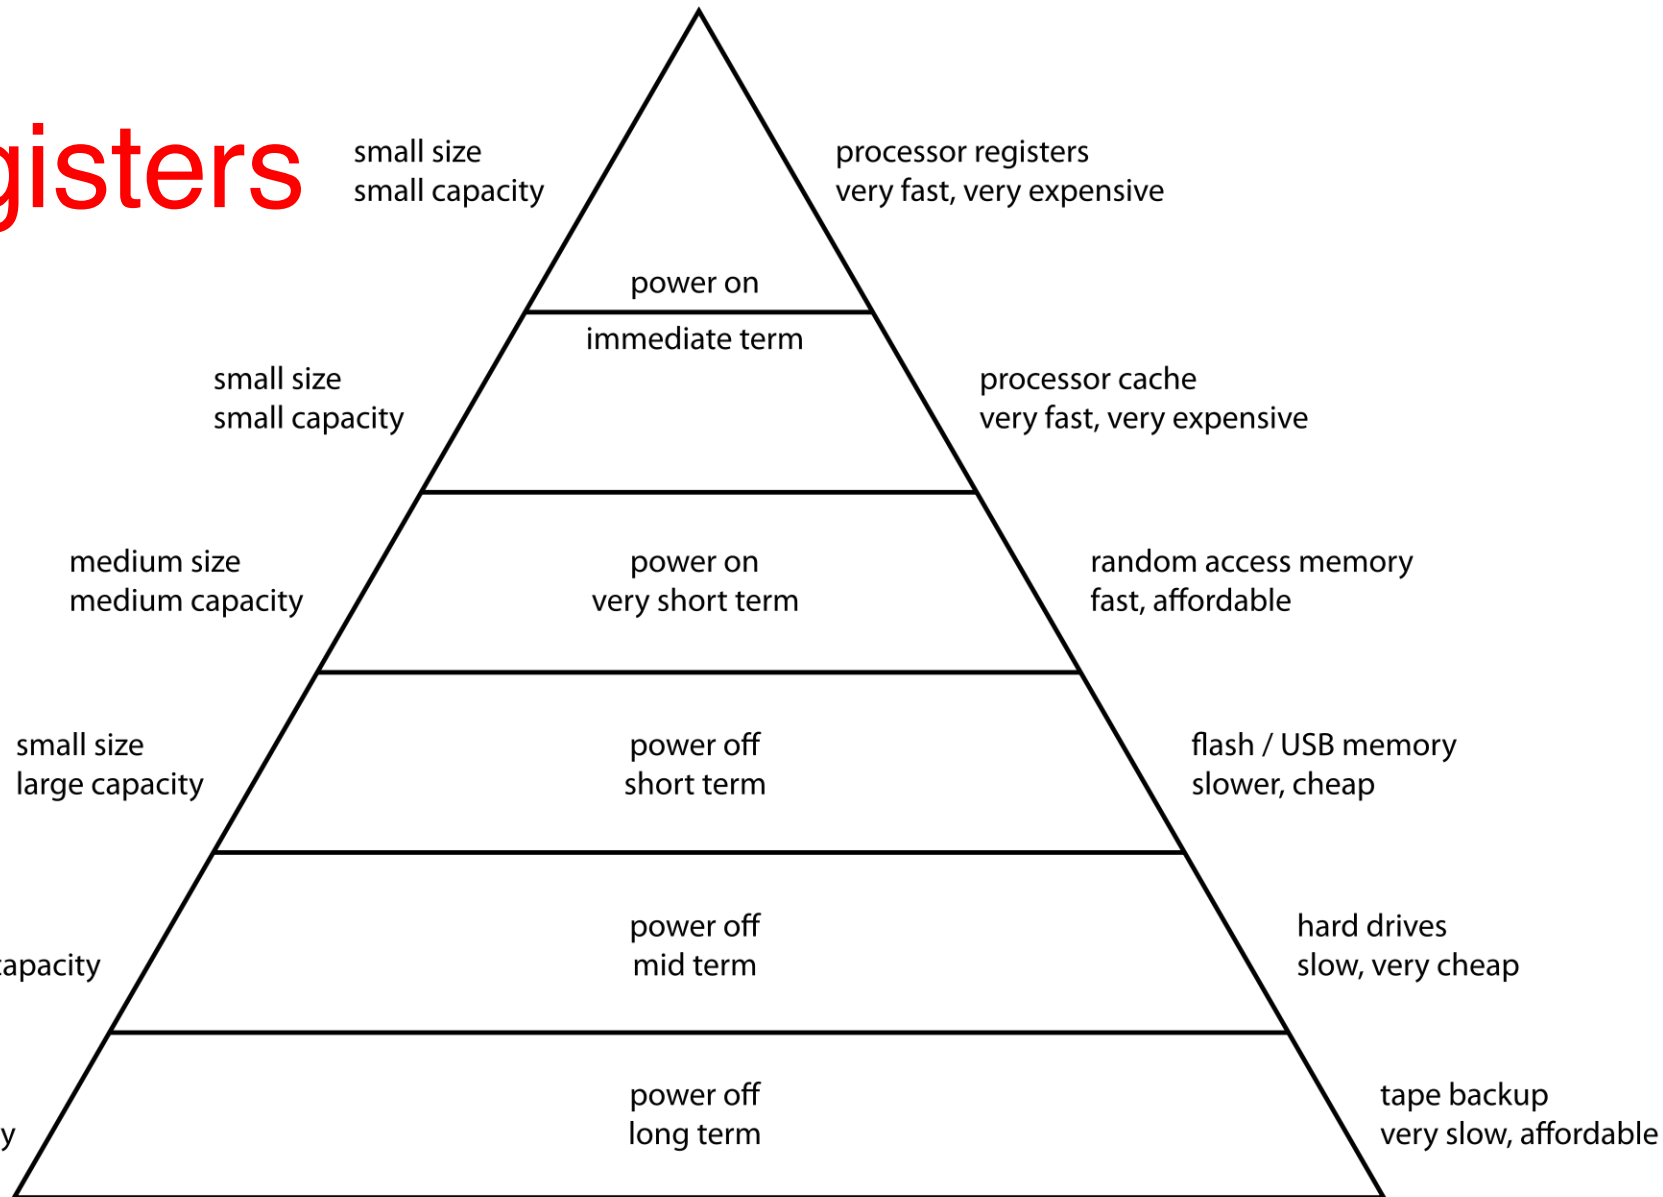 gisters
small size
small capacity
processor registers
very fast, very expensive
power on
immediate term
small size
small capacity
processor cache
very fast, very expensive
medium size
medium capacity
power on
very short term
random access memory
fast, affordable
small size
large capacity
power off
short term
flash / USB memory
slower, cheap
capacity
power off
mid term
hard drives
slow, very cheap
y
power off
long term
tape backup
very slow, affordable